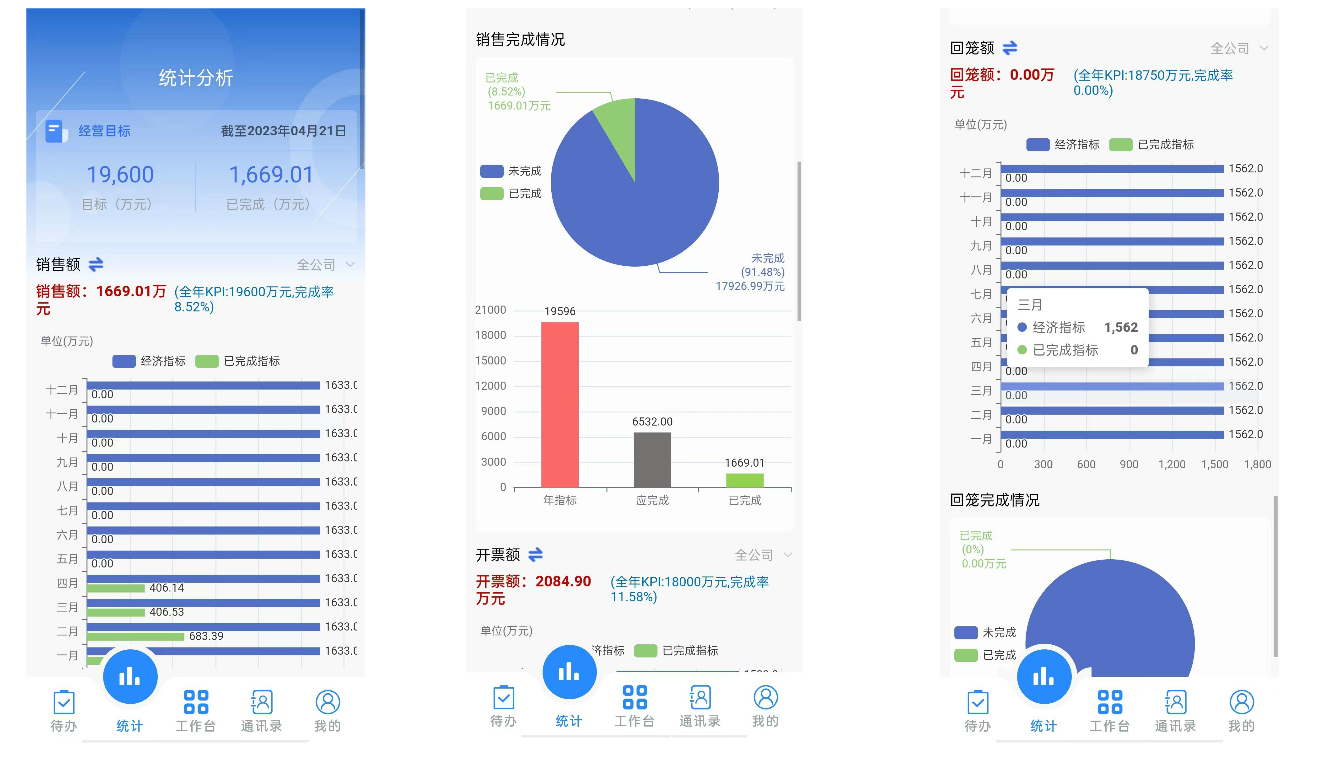 统计分析
经营目标
截至2023年04月21日
19,600
1,669.01
目标（万元）
已完成（万元）
销售额
全公司
销售额：1669.01万元
(全年KPI:19600万元,完成率8.52%)
单位(万元)
经济指标
已完成指标
十二月
1633.0
0.00
十一月
1633.0
0.00
十月
1633.0
0.00
九月
1633.0
0.00
八月
1633.0
0.00
七月
1633.0
0.00
六月
1633.0
0.00
五月
1633.0
0.00
四月
1633.0
406.14
三月
1633.0
406.53
二月
1633.0
683.39
一月
1633.0
待办
统计
工作台
通讯录
我的
销售完成情况
已完成
(8.52%)
1669.01万元
未完成
已完成
未完成
(91.48%)
17926.99万元
21000
18000
15000
12000
9000
6000
3000
0
19596
6532.00
1669.01
年指标
应完成
已完成
开票额
全公司
开票额：2084.90万元
(全年KPI:18000万元,完成率11.58%)
单位(万元)
济指标
已完成指标
待办
统计
工作台
通讯录
我的
回笼额
全公司
回笼额：0.00万元
(全年KPI:18750万元,完成率0.00%)
单位(万元)
经济指标
已完成指标
十二月
1562.0
0.00
十一月
1562.0
0.00
十月
1562.0
0.00
九月
1562.0
0.00
八月
1562.0
0.00
七月
1562.0
六月
1562.0
五月
1562.0
四月
1562.0
0.00
三月
1562.0
0.00
二月
1562.0
0.00
一月
1562.0
0.00
三月
经济指标
1,562
已完成指标
0
0
300
600
900
1,200
1,500
1,800
回笼完成情况
已完成
(0%)
0.00万元
未完成
已完成
待办
统计
工作台
通讯录
我的